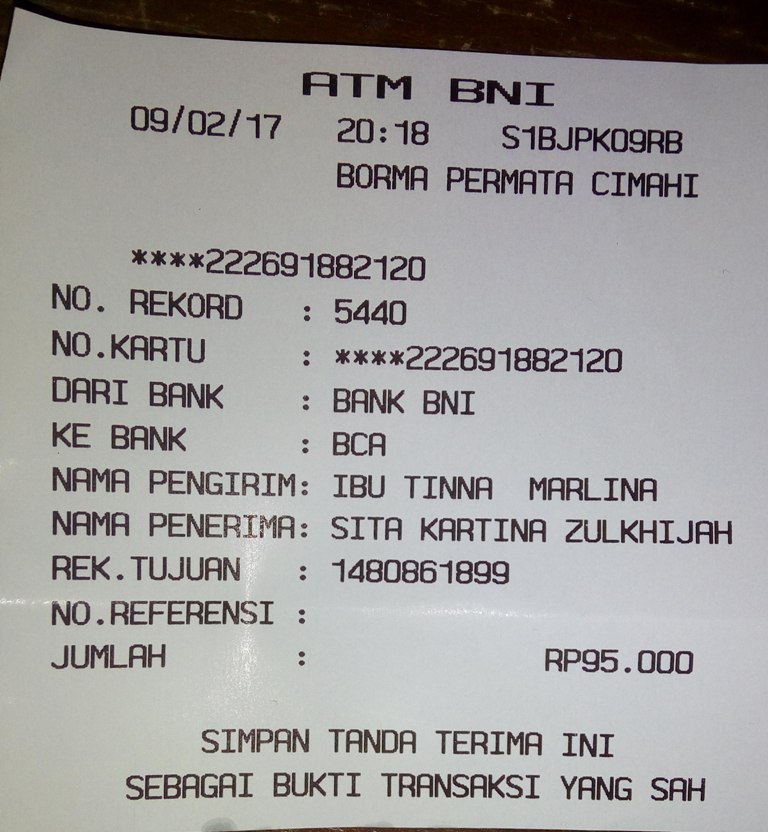 ATM BNI
09/02/17 20:18 S1BJPK09RB
BORMA PERMATA CIMAHI
****222691882120
NO. REKORD : 5440
NO.KARTU : ****222691882120
DARI BANK : BANK BNI
KE BANK : BCA
NAMA PENGIRIM: IBU TINNA  MARLINA
NAMA PENERIMA: SITA KARTINA ZULKHIJAH
REK.TUJUAN : 1480861899
NO.REFERENSI :
JUMLAH : RP95.000
SIMPAN TANDA TERIMA INI
SEBAGAI BUKTI TRANSAKSI YANG SAH